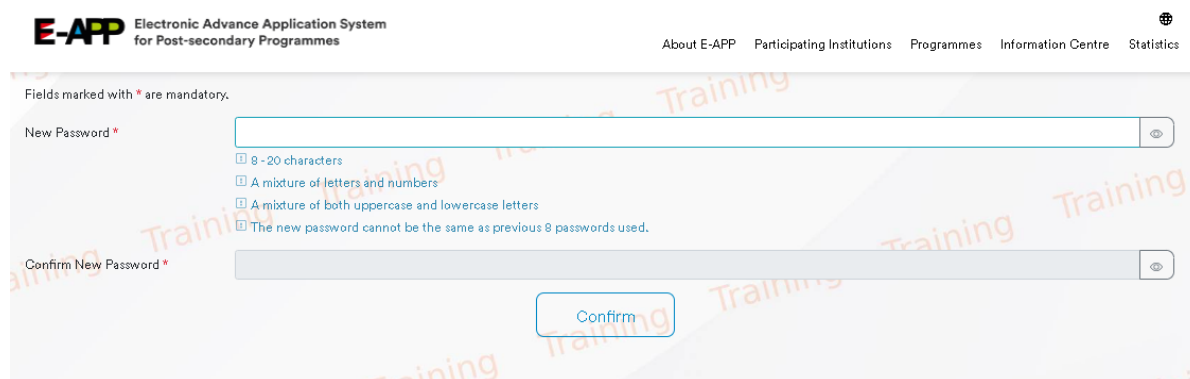 E-APP Electronic Advance Application System
for Post-secondary Programmes
About E-APP Participating Institutions Programmes Information Centre Statistics
Training
Fields marked with * are mandatory.
New Password *
8 - 20 characters
A mixture of letters and numbers
A mixture of both uppercase and lowercase letters
The new password cannot be the same as previous 8 passwords used.
Training
Training
Training
Training
Training
Confirm New Password *
Training
Confirm
Training